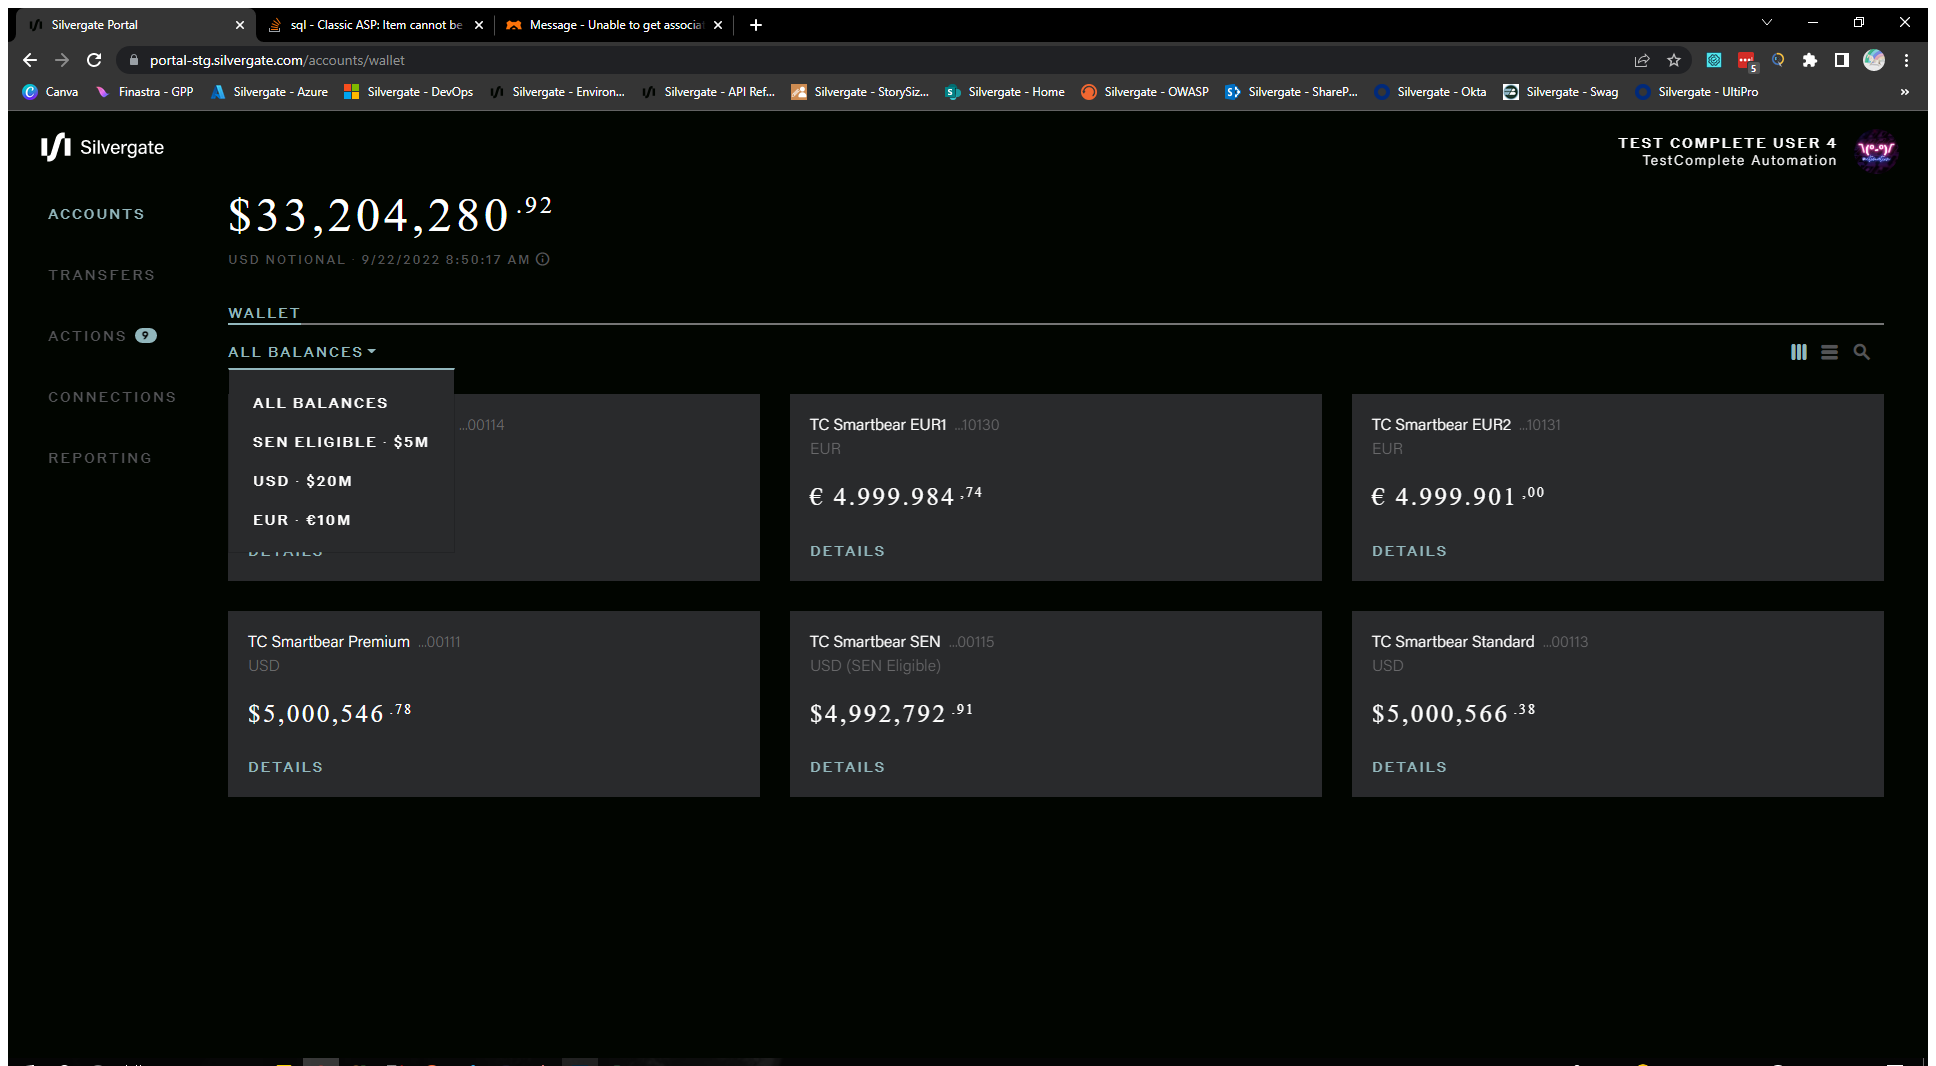 Silvergate Portal
sql - Classic ASP: Item cannot be
Message - Unable to get associa
portal-stg.silvergate.com/accounts/wallet
5
Canva
Finastra - GPP
Silvergate - Azure
Silvergate - DevOps
Silvergate - Environ...
Silvergate - API Ref...
Silvergate - StorySiz...
Silvergate - Home
Silvergate - OWASP
Silvergate - ShareP...
Silvergate - Okta
Silvergate - Swag
Silvergate - UltiPro
»
Silvergate
TEST COMPLETE USER 4
TestComplete Automation
ACCOUNTS
TRANSFERS
ACTIONS 9
CONNECTIONS
REPORTING
$33,204,280.92
USD NOTIONAL · 9/22/2022 8:50:17 AM
WALLET
ALL BALANCES
ALL BALANCES
SEN ELIGIBLE · $5M
USD · $20M
EUR · €10M
...00114
DETAILS
TC Smartbear EUR1 ...10130
EUR
€ 4.999.984,74
DETAILS
TC Smartbear EUR2 ...10131
EUR
€ 4.999.901,00
DETAILS
TC Smartbear Premium ...00111
USD
$5,000,546.78
DETAILS
TC Smartbear SEN ...00115
USD (SEN Eligible)
$4,992,792.91
DETAILS
TC Smartbear Standard ...00113
USD
$5,000,566.38
DETAILS